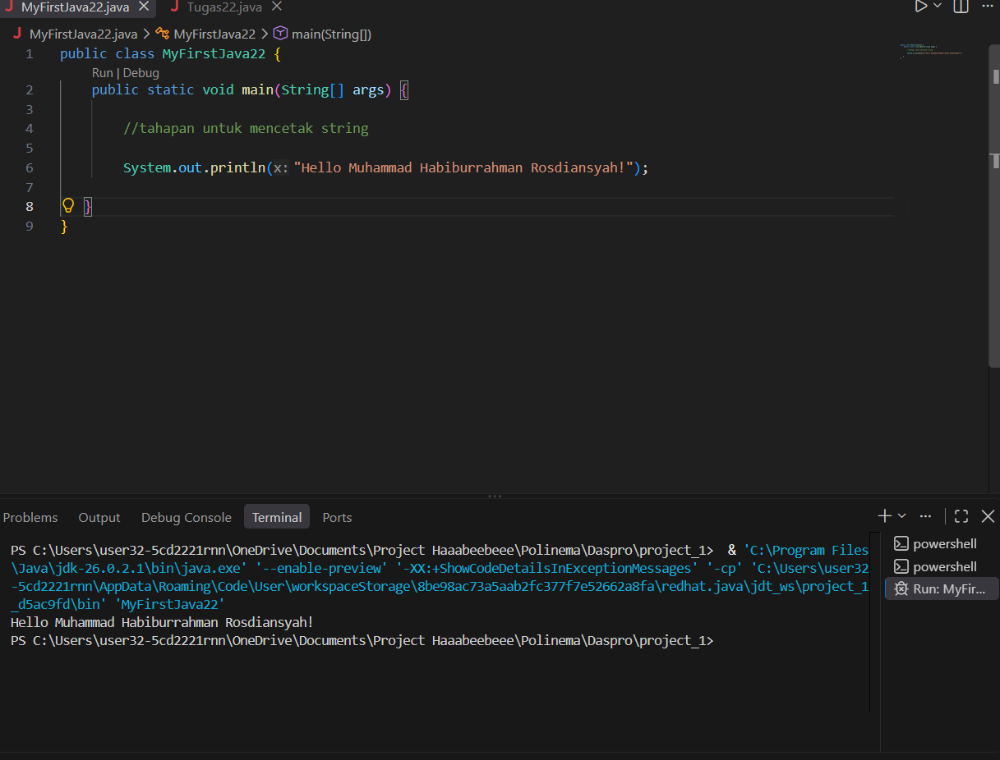 MyFirstJava22.java Tugas22.java
MyFirstJava22.java > MyFirstJava22 > main(String[])
1 public class MyFirstJava22 {
Run | Debug
2 public static void main(String[] args) {
3
4 //tahapan untuk mencetak string
5
6 System.out.println(x: "Hello Muhammad Habiburrahman Rosdiansyah!");
7
8 }
9 }
Problems Output Debug Console Terminal Ports
PS C:\Users\user32-5cd2221rnn\OneDrive\Documents\Project Haaabeebeee\Polinema\Daspro\project_1> & 'C:\Program Files
\Java\jdk-26.0.2.1\bin\java.exe' '--enable-preview' '-XX:+ShowCodeDetailsInExceptionMessages' '-cp' 'C:\Users\user32
-5cd2221rnn\AppData\Roaming\Code\User\workspaceStorage\8be98ac73a5aab2fc377f7e52662a8fa\redhat.java\jdt_ws\project_1
_d5ac9fd\bin' 'MyFirstJava22'
Hello Muhammad Habiburrahman Rosdiansyah!
PS C:\Users\user32-5cd2221rnn\OneDrive\Documents\Project Haaabeebeee\Polinema\Daspro\project_1>
powershell
powershell
Run: MyFir...